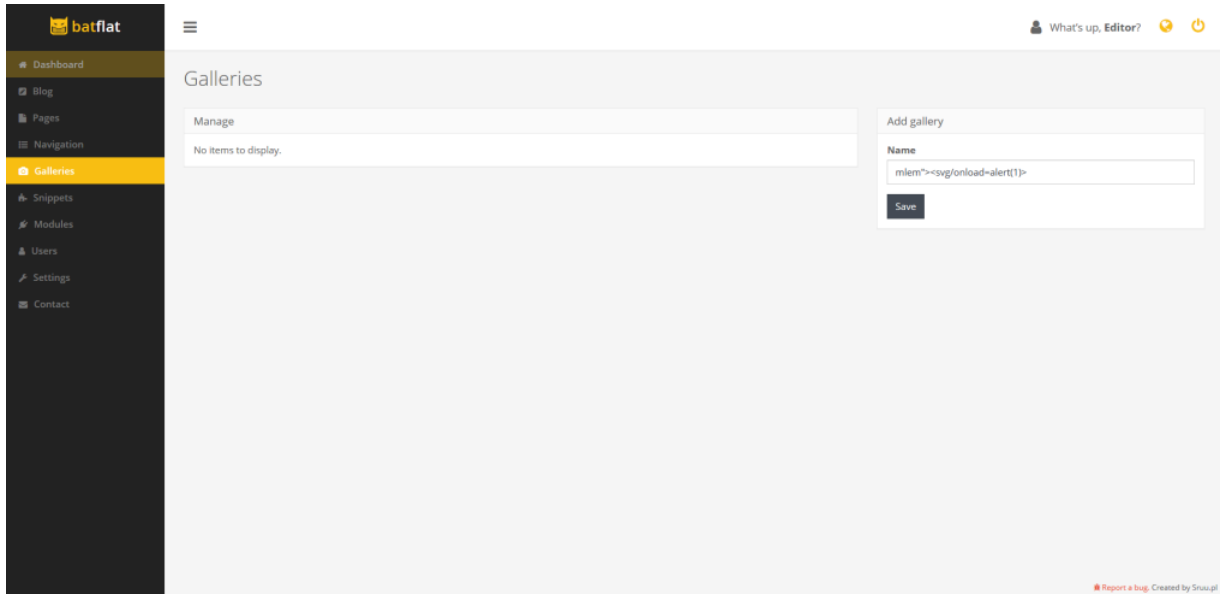 batflat
What's up, Editor?
Dashboard
Blog
Pages
Navigation
Galleries
Snippets
Modules
Users
Settings
Contact
Galleries
Manage
No items to display.
Add gallery
Name
mlem"><svg/onload=alert(1)>
Save
Report a bug. Created by Sruu.pl